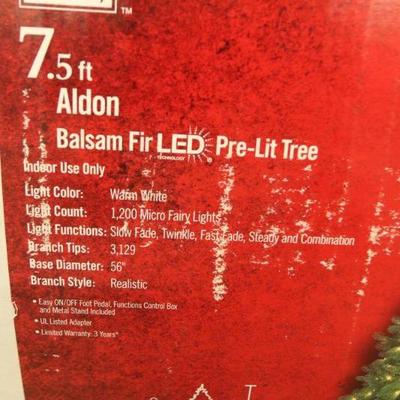 ™
7.5 ft
Aldon
Balsam Fir LED Pre-Lit Tree
TECHNOLOGY
Indoor Use Only
Light Color: Warm White
Light Count: 1,200 Micro Fairy Lights
Light Functions: Slow Fade, Twinkle, Fast Fade, Steady and Combination
Branch Tips: 3,129
Base Diameter: 56"
Branch Style: Realistic
• Easy ON/OFF Foot Pedal, Functions Control Box
and Metal Stand Included
• UL Listed Adapter
• Limited Warranty: 3 Years*